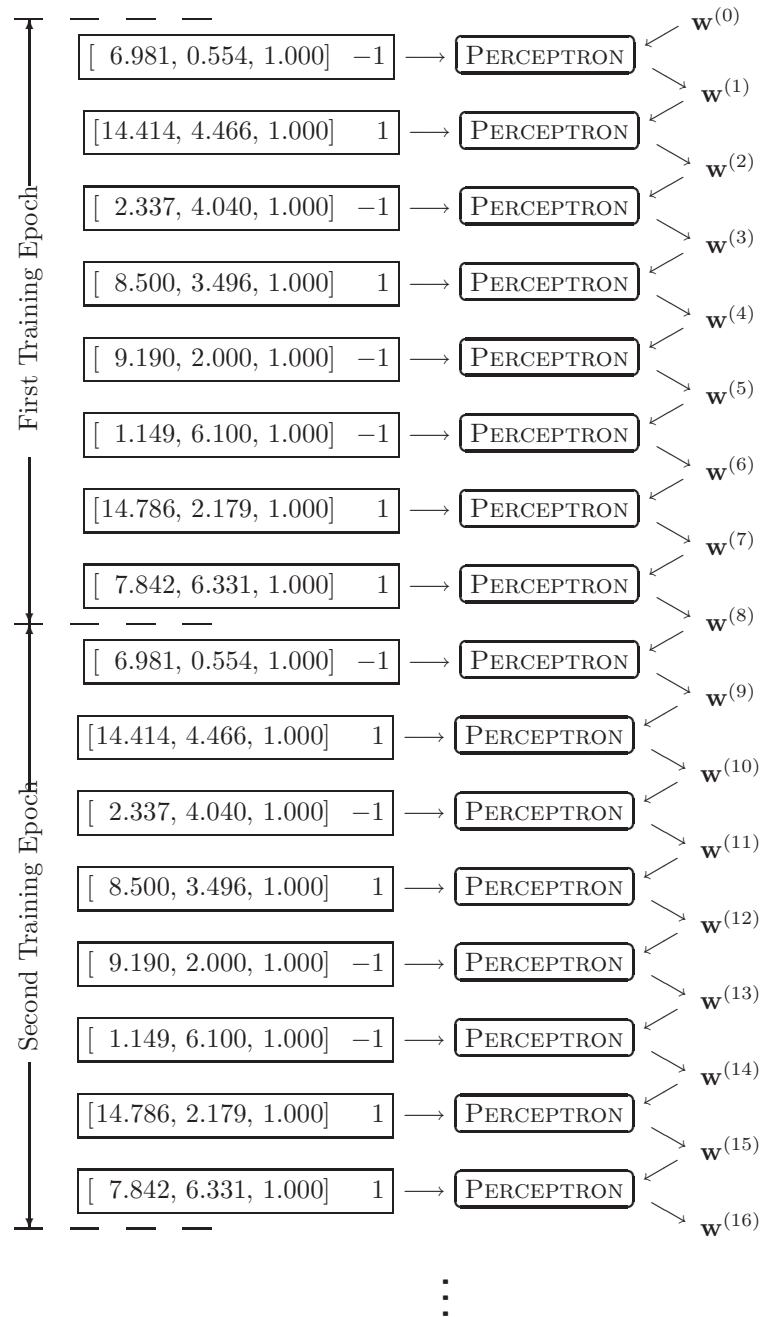 w(0)
[ 6.981, 0.554, 1.000] −1 PERCEPTRON
w(1)
[14.414, 4.466, 1.000] 1 PERCEPTRON
w(2)
[ 2.337, 4.040, 1.000] −1 PERCEPTRON
w(3)
[ 8.500, 3.496, 1.000] 1 PERCEPTRON
w(4)
[ 9.190, 2.000, 1.000] −1 PERCEPTRON
w(5)
[ 1.149, 6.100, 1.000] −1 PERCEPTRON
w(6)
[14.786, 2.179, 1.000] 1 PERCEPTRON
w(7)
[ 7.842, 6.331, 1.000] 1 PERCEPTRON
w(8)
First Training Epoch
[ 6.981, 0.554, 1.000] −1 PERCEPTRON
w(9)
[14.414, 4.466, 1.000] 1 PERCEPTRON
w(10)
[ 2.337, 4.040, 1.000] −1 PERCEPTRON
w(11)
[ 8.500, 3.496, 1.000] 1 PERCEPTRON
w(12)
[ 9.190, 2.000, 1.000] −1 PERCEPTRON
w(13)
[ 1.149, 6.100, 1.000] −1 PERCEPTRON
w(14)
[14.786, 2.179, 1.000] 1 PERCEPTRON
w(15)
[ 7.842, 6.331, 1.000] 1 PERCEPTRON
w(16)
Second Training Epoch
⋮